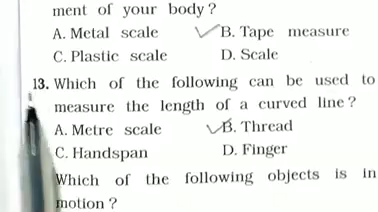 ment of your body ?
A. Metal scale B. Tape measure
C. Plastic scale D. Scale
13. Which of the following can be used to
measure the length of a curved line ?
A. Metre scale B. Thread
C. Handspan D. Finger
Which of the following objects is in
motion ?